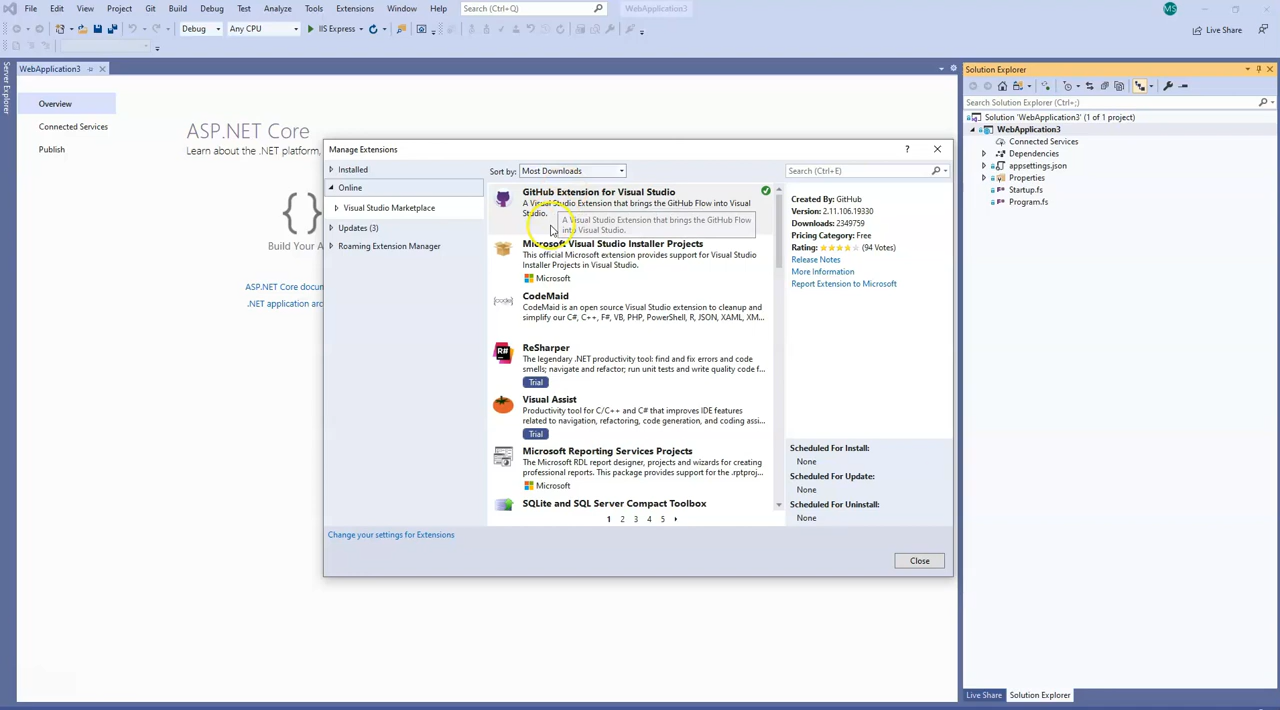 File Edit View Project Git Build Debug Test Analyze Tools Extensions Window Help Search (Ctrl+Q) WebApplication3 MS
Debug Any CPU IIS Express Live Share
Server Explorer
WebApplication3
Overview
Connected Services
Publish
ASP.NET Core
Learn about the .NET platform,
Build Your A
ASP.NET Core docu
.NET application arc
Manage Extensions ?
Installed
Online
Visual Studio Marketplace
Updates (3)
Roaming Extension Manager
Sort by: Most Downloads
GitHub Extension for Visual Studio
A Visual Studio Extension that brings the GitHub Flow into Visual
Studio.
A Visual Studio Extension that brings the GitHub Flow
into Visual Studio.
Microsoft Visual Studio Installer Projects
This official Microsoft extension provides support for Visual Studio
Installer Projects in Visual Studio.
Microsoft
CodeMaid
CodeMaid is an open source Visual Studio extension to cleanup and
simplify our C#, C++, F#, VB, PHP, PowerShell, R, JSON, XAML, XM...
ReSharper
The legendary .NET productivity tool: find and fix errors and code
smells; navigate and refactor; run unit tests and write quality code f...
Trial
Visual Assist
Productivity tool for C/C++ and C# that improves IDE features
related to navigation, refactoring, code generation, and coding assi...
Trial
Microsoft Reporting Services Projects
The Microsoft RDL report designer, projects and wizards for creating
professional reports. This package provides support for the .rptproj...
Microsoft
SQLite and SQL Server Compact Toolbox
1 2 3 4 5
Search (Ctrl+E)
Created By: GitHub
Version: 2.11.106.19330
Downloads: 2349759
Pricing Category: Free
Rating: (94 Votes)
Release Notes
More Information
Report Extension to Microsoft
Scheduled For Install:
None
Scheduled For Update:
None
Scheduled For Uninstall:
None
Change your settings for Extensions
Close
Solution Explorer
Search Solution Explorer (Ctrl+;)
Solution 'WebApplication3' (1 of 1 project)
WebApplication3
Connected Services
Dependencies
appsettings.json
Properties
Startup.fs
Program.fs
Live Share Solution Explorer